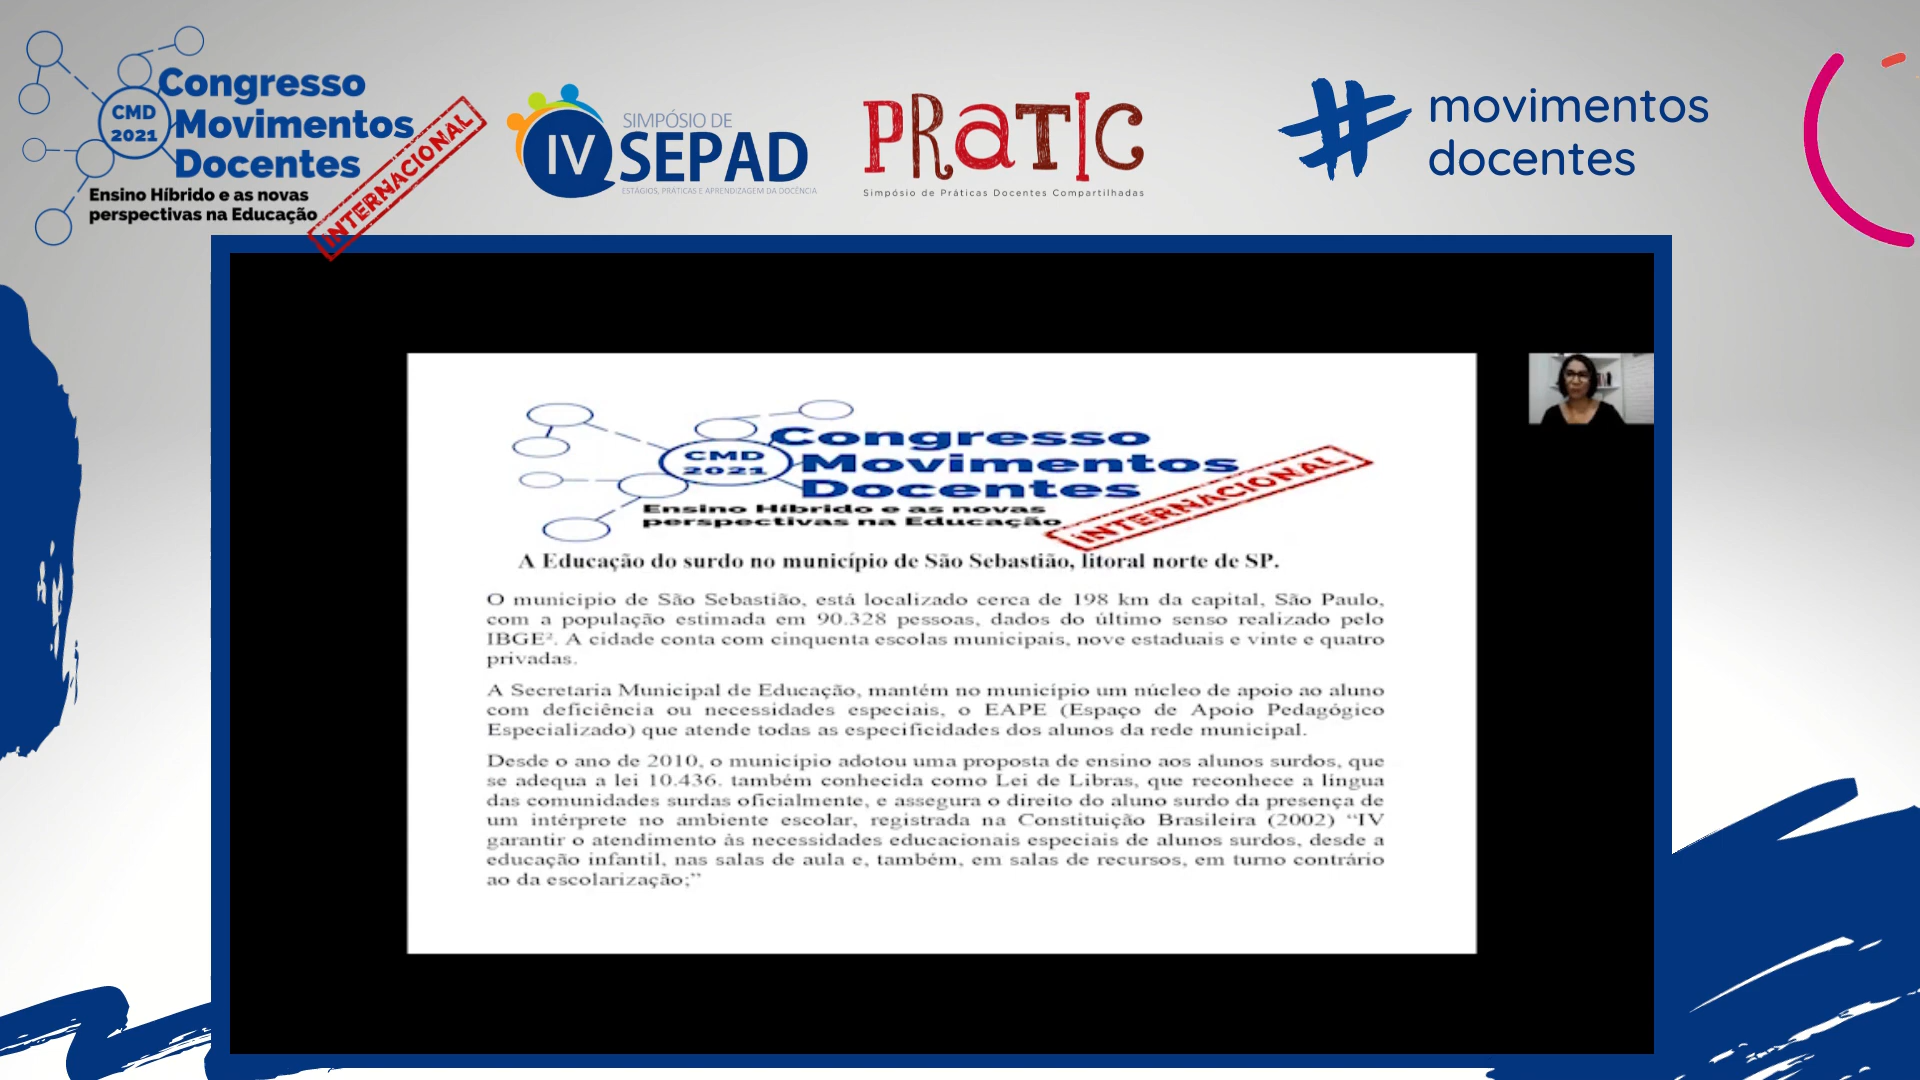 CMD
2021
Congresso
Movimentos
Docentes
Ensino Híbrido e as novas
perspectivas na Educação
INTERNACIONAL
IV
SIMPÓSIO DE
SEPAD
ESTÁGIOS, PRÁTICAS E APRENDIZAGEM DA DOCÊNCIA
PRATIC
Simpósio de Práticas Docentes Compartilhadas
# movimentos
docentes
CMD
2021
Congresso
Movimentos
Docentes
Ensino Híbrido e as novas
perspectivas na Educação
INTERNACIONAL
A Educação do surdo no município de São Sebastião, litoral norte de SP.
O município de São Sebastião, está localizado cerca de 198 km da capital, São Paulo,
com a população estimada em 90.328 pessoas, dados do último senso realizado pelo
IBGE². A cidade conta com cinquenta escolas municipais, nove estaduais e vinte e quatro
privadas.
A Secretaria Municipal de Educação, mantém no município um núcleo de apoio ao aluno
com deficiência ou necessidades especiais, o EAPE (Espaço de Apoio Pedagógico
Especializado) que atende todas as especificidades dos alunos da rede municipal.
Desde o ano de 2010, o município adotou uma proposta de ensino aos alunos surdos, que
se adequa a lei 10.436. também conhecida como Lei de Libras, que reconhece a língua
das comunidades surdas oficialmente, e assegura o direito do aluno surdo da presença de
um intérprete no ambiente escolar, registrada na Constituição Brasileira (2002) “IV
garantir o atendimento às necessidades educacionais especiais de alunos surdos, desde a
educação infantil, nas salas de aula e, também, em salas de recursos, em turno contrário
ao da escolarização;”